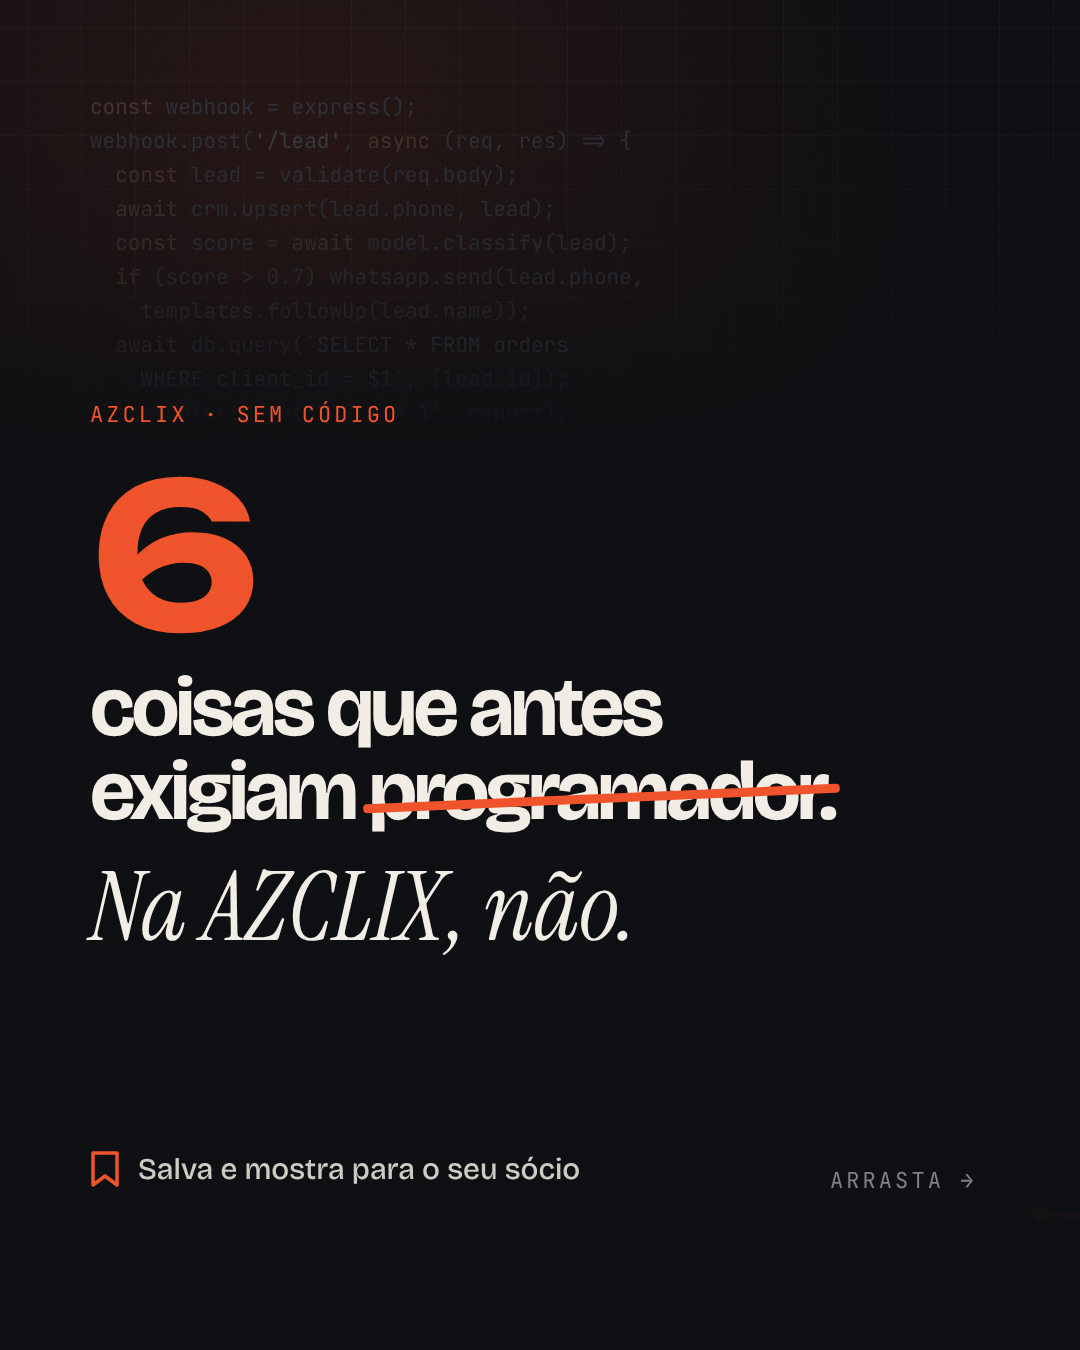 const webhook = express();
webhook.post('/lead', async (req, res) => {
const lead = validate(req.body);
await crm.upsert(lead.phone, lead);
const score = await model.classify(lead);
if (score > 0.7) whatsapp.send(lead.phone,
templates.followUp(lead.name));
await db.query(`SELECT * FROM orders
WHERE client_id = $1`, [lead.id]);
report);
AZCLIX · SEM CÓDIGO
6
coisas que antes
exigiam programador.
Na AZCLIX, não.
Salva e mostra para o seu sócio
ARRASTA →